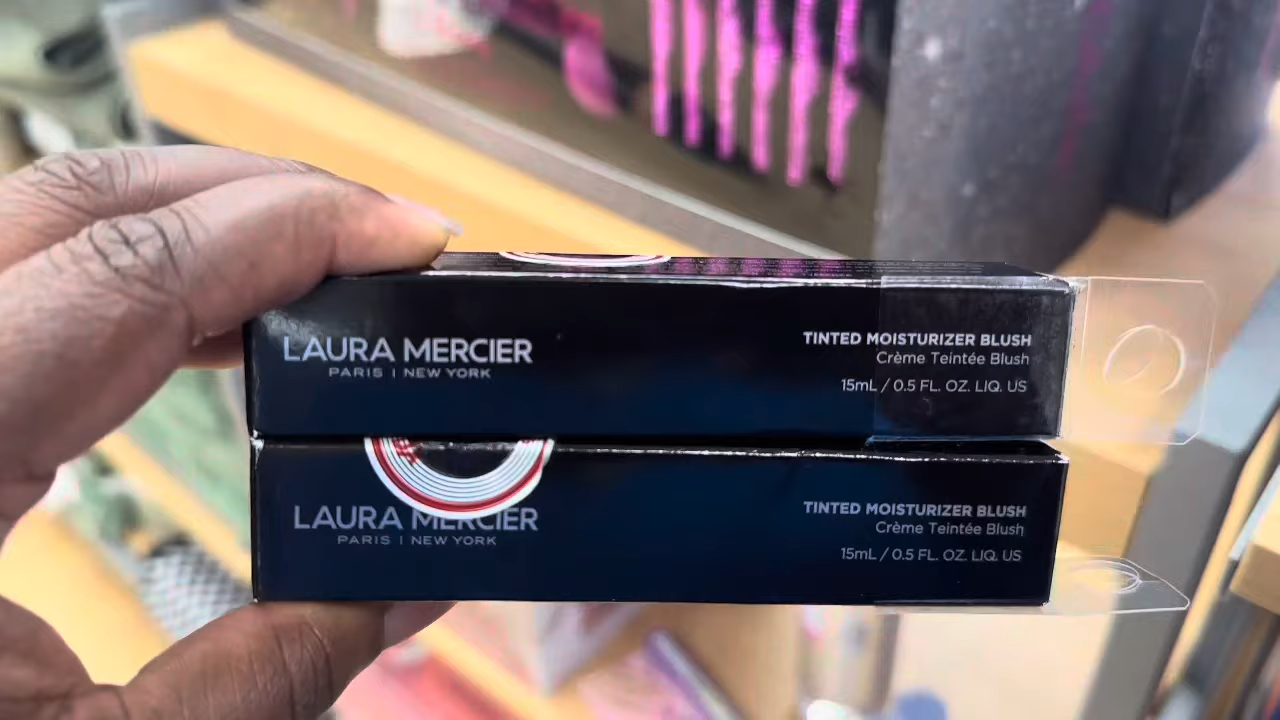 LAURA MERCIER
PARIS | NEW YORK
TINTED MOISTURIZER BLUSH
Crème Teintée Blush
15mL / 0.5 FL. OZ. LIQ. US
LAURA MERCIER
PARIS | NEW YORK
TINTED MOISTURIZER BLUSH
Crème Teintée Blush
15mL / 0.5 FL. OZ. LIQ. US